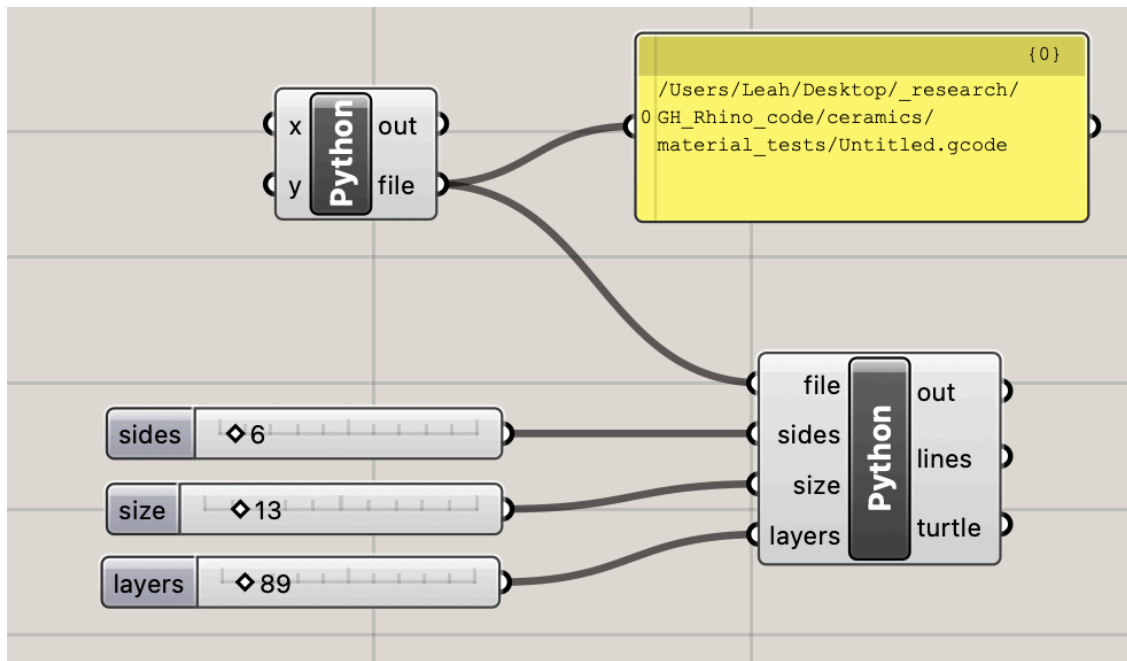 {0}
x
Python
out
y
file
/Users/Leah/Desktop/_research/
0 GH_Rhino_code/ceramics/
material_tests/Untitled.gcode
file
sides
size
layers
Python
out
lines
turtle
sides 6
size 13
layers 89